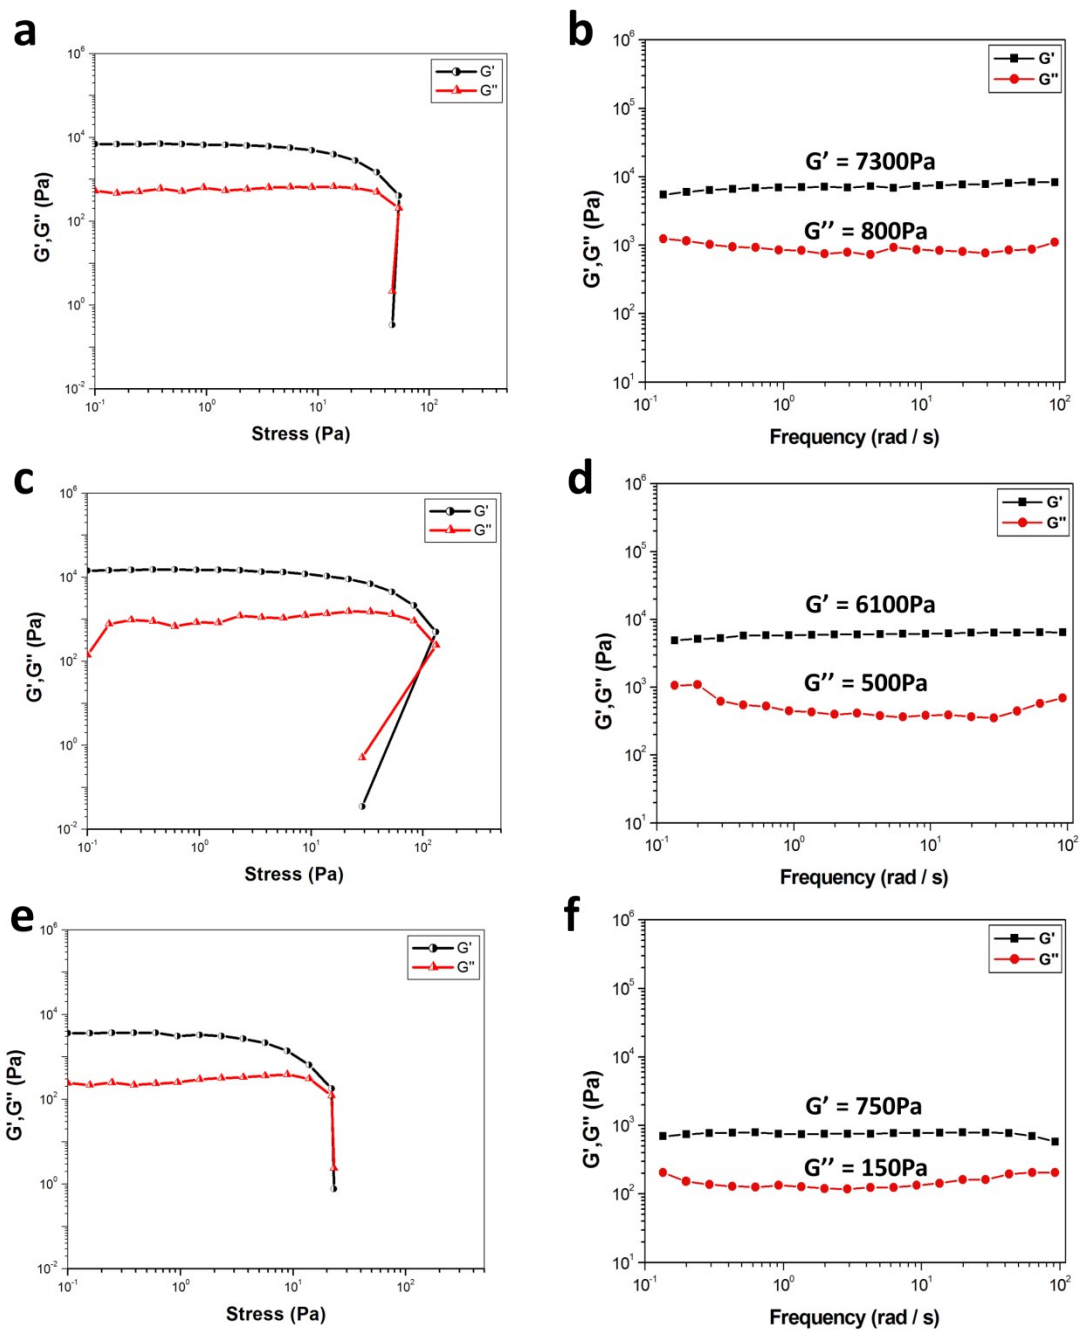 a
10^6
10^4
10^2
10^0
10^-2
G',G'' (Pa)
G'
G''
10^-1
10^0
10^1
10^2
Stress (Pa)
b
10^6
10^5
10^4
10^3
10^2
10^1
G',G'' (Pa)
G'
G''
G’ = 7300Pa
G’’ = 800Pa
10^-1
10^0
10^1
10^2
Frequency (rad / s)
c
10^6
10^4
10^2
10^0
10^-2
G',G'' (Pa)
G'
G''
10^-1
10^0
10^1
10^2
Stress (Pa)
d
10^6
10^5
10^4
10^3
10^2
10^1
G',G'' (Pa)
G'
G''
G’ = 6100Pa
G’’ = 500Pa
10^-1
10^0
10^1
10^2
Frequency (rad / s)
e
10^6
10^4
10^2
10^0
10^-2
G',G'' (Pa)
G'
G''
10^-1
10^0
10^1
10^2
Stress (Pa)
f
10^6
10^5
10^4
10^3
10^2
10^1
G',G'' (Pa)
G'
G''
G’ = 750Pa
G’’ = 150Pa
10^-1
10^0
10^1
10^2
Frequency (rad / s)